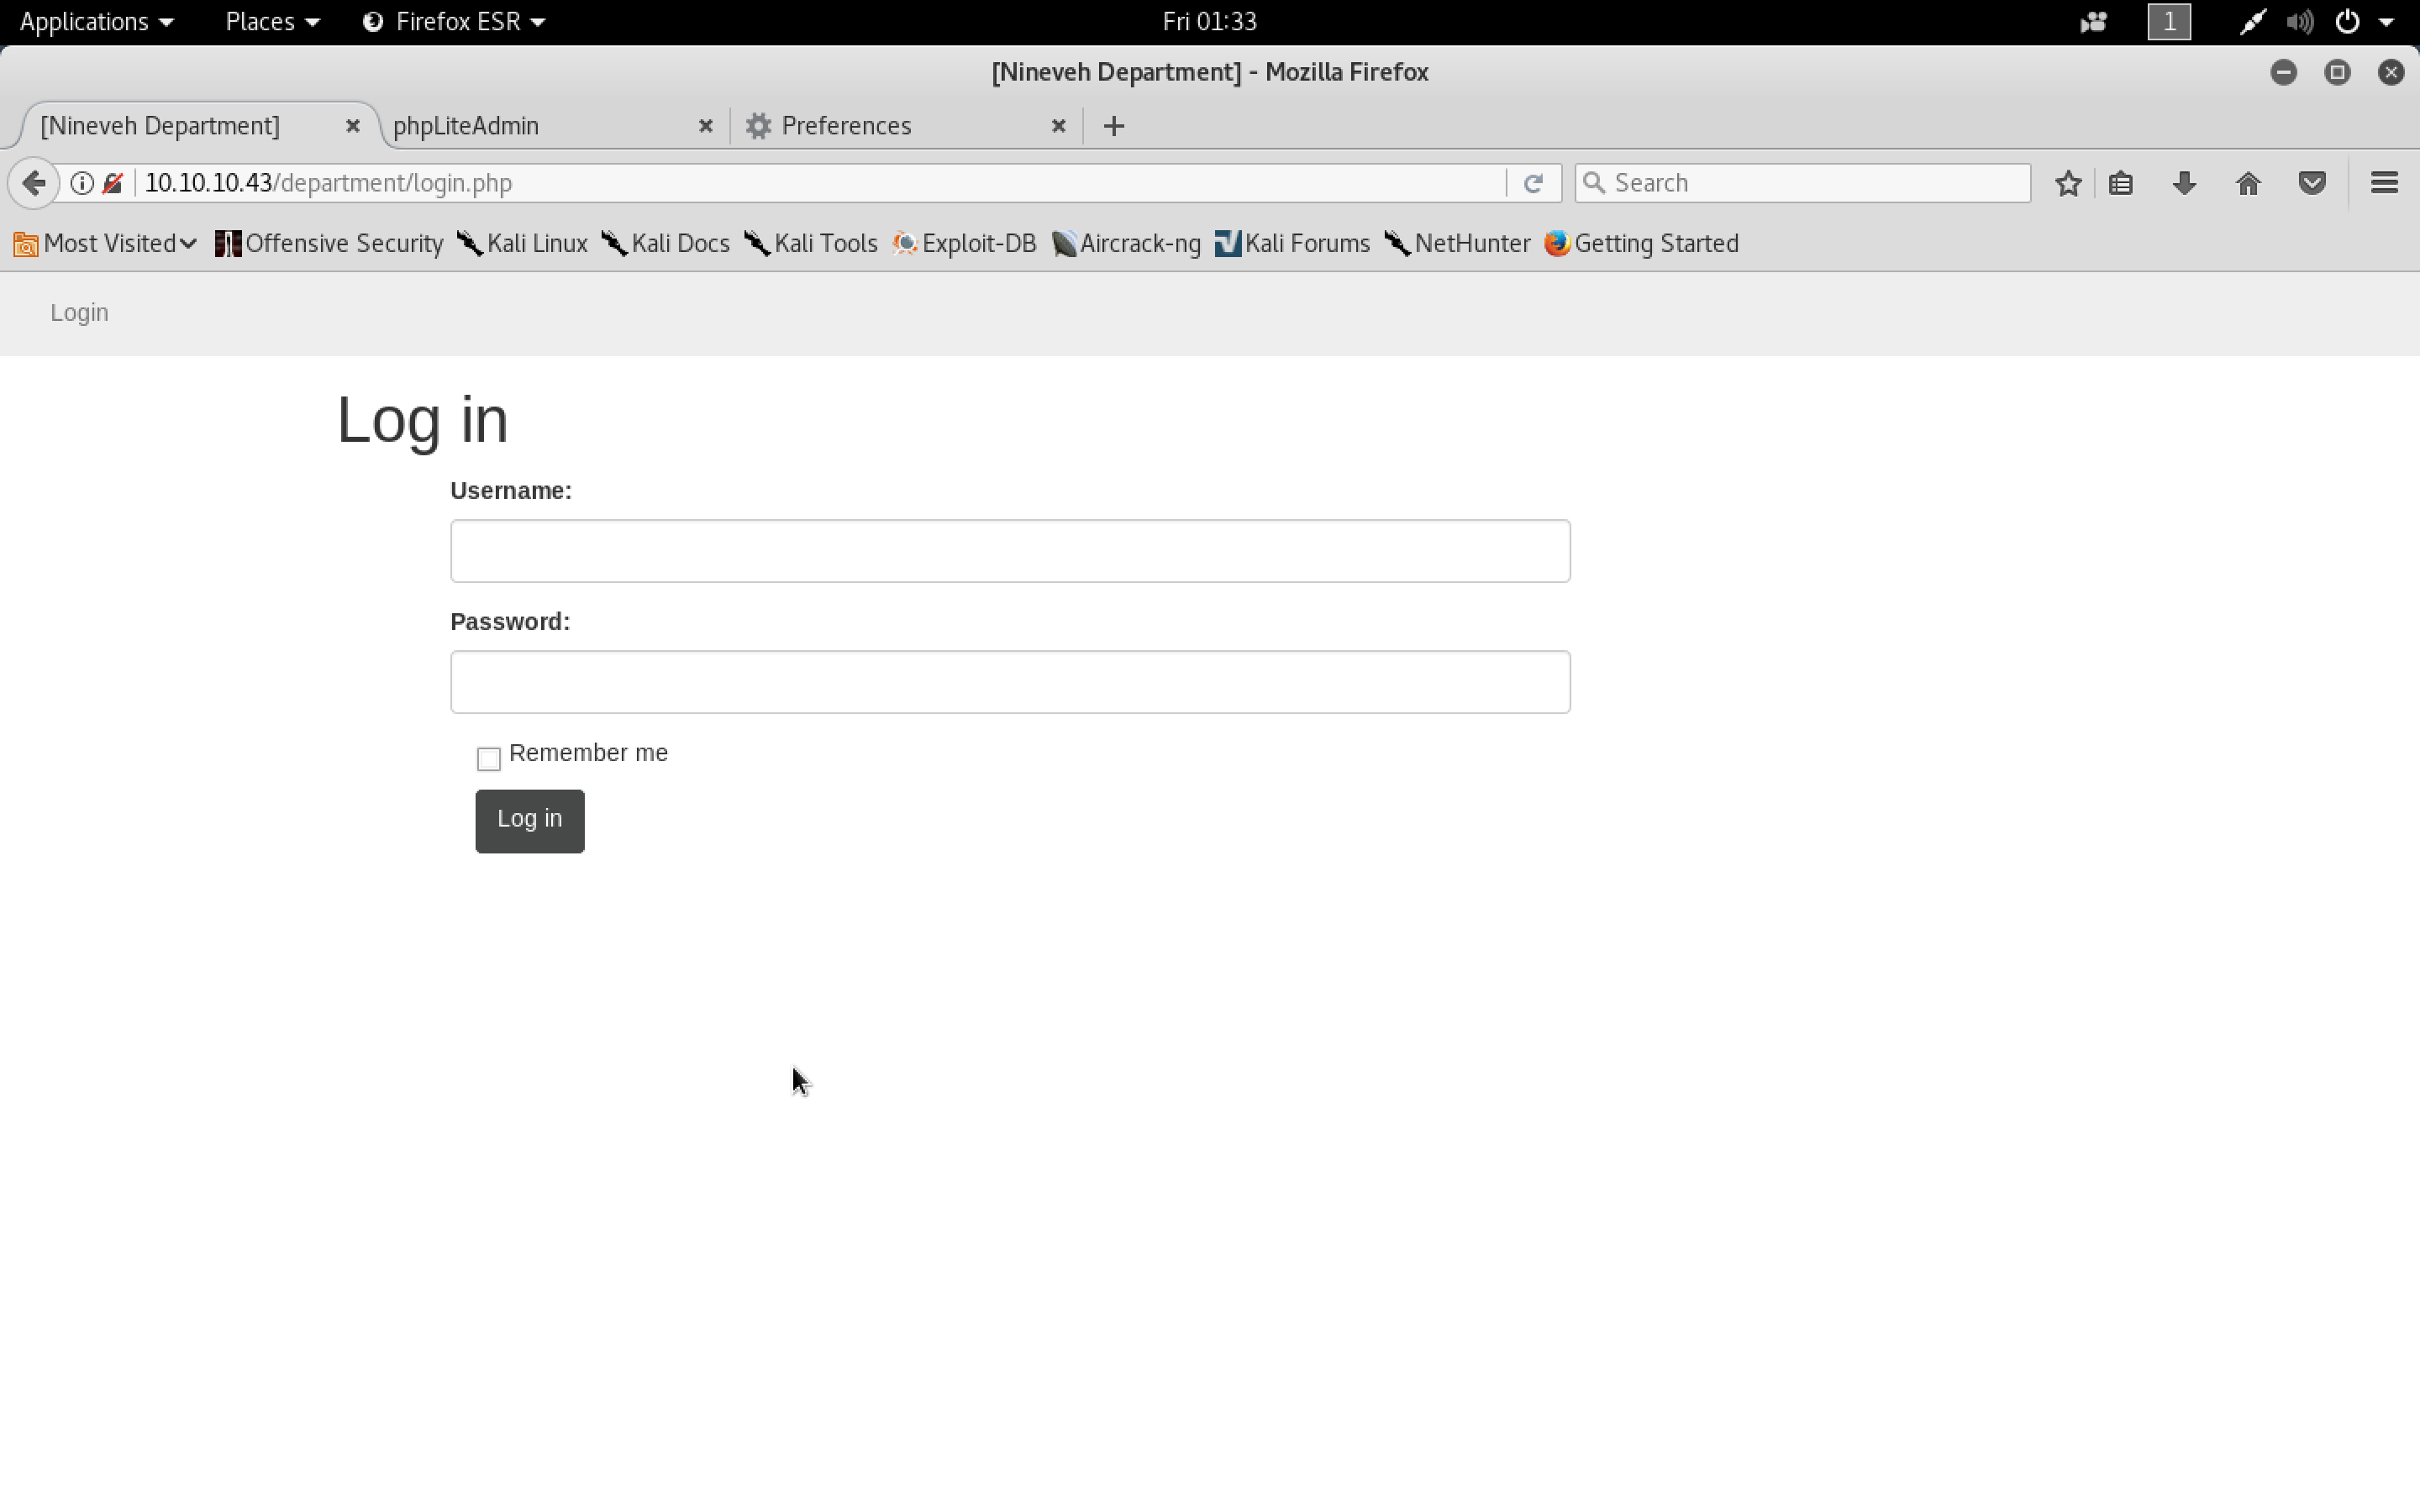 Applications Places Firefox ESR Fri 01:33 1
[Nineveh Department] - Mozilla Firefox
[Nineveh Department] phpLiteAdmin Preferences
10.10.10.43/department/login.php Search
Most Visited Offensive Security Kali Linux Kali Docs Kali Tools Exploit-DB Aircrack-ng Kali Forums NetHunter Getting Started
Login
Log in
Username:
Password:
Remember me
Log in